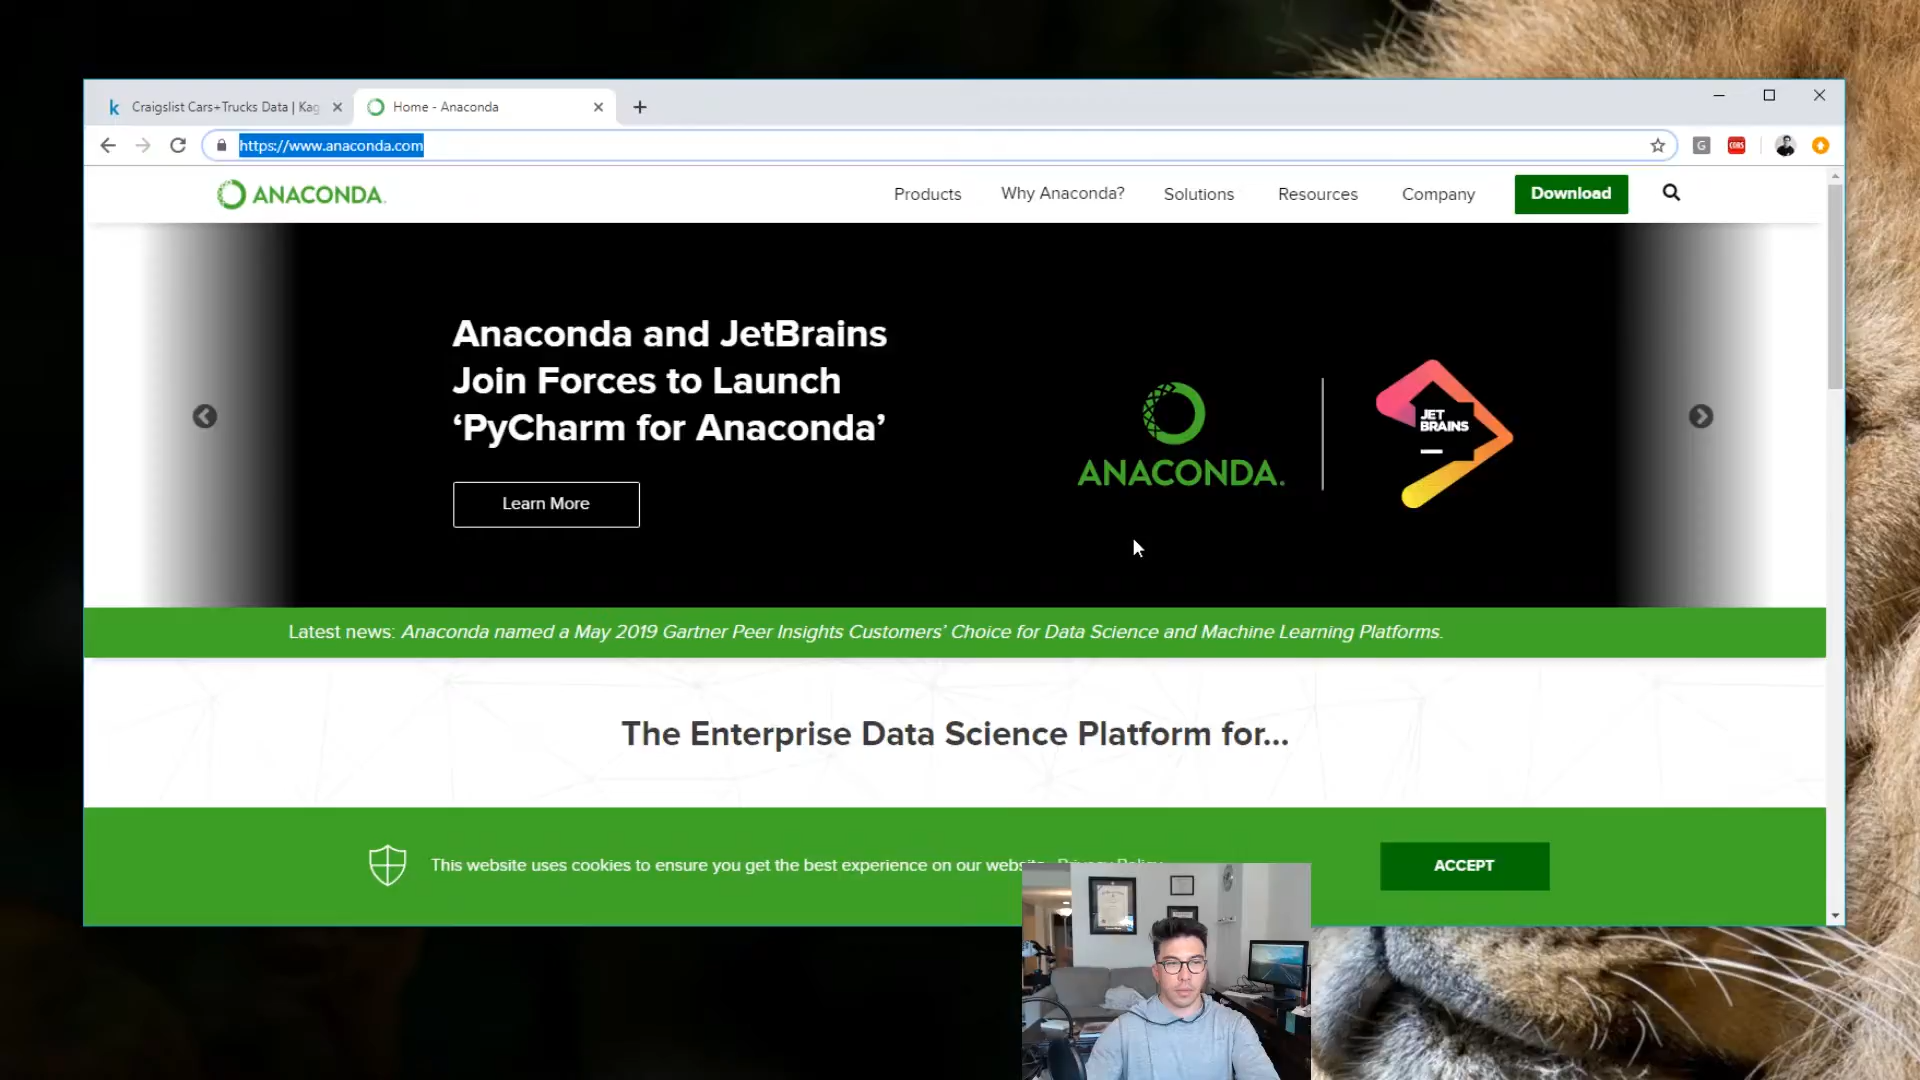 Craigslist Cars+Trucks Data | Kag
Home - Anaconda
https://www.anaconda.com
G
CORS
ANACONDA.
Products
Why Anaconda?
Solutions
Resources
Company
Download
Anaconda and JetBrains
Join Forces to Launch
‘PyCharm for Anaconda’
Learn More
ANACONDA.
JET
BRAINS
Latest news: Anaconda named a May 2019 Gartner Peer Insights Customers’ Choice for Data Science and Machine Learning Platforms.
The Enterprise Data Science Platform for...
This website uses cookies to ensure you get the best experience on our website. Privacy Policy
ACCEPT